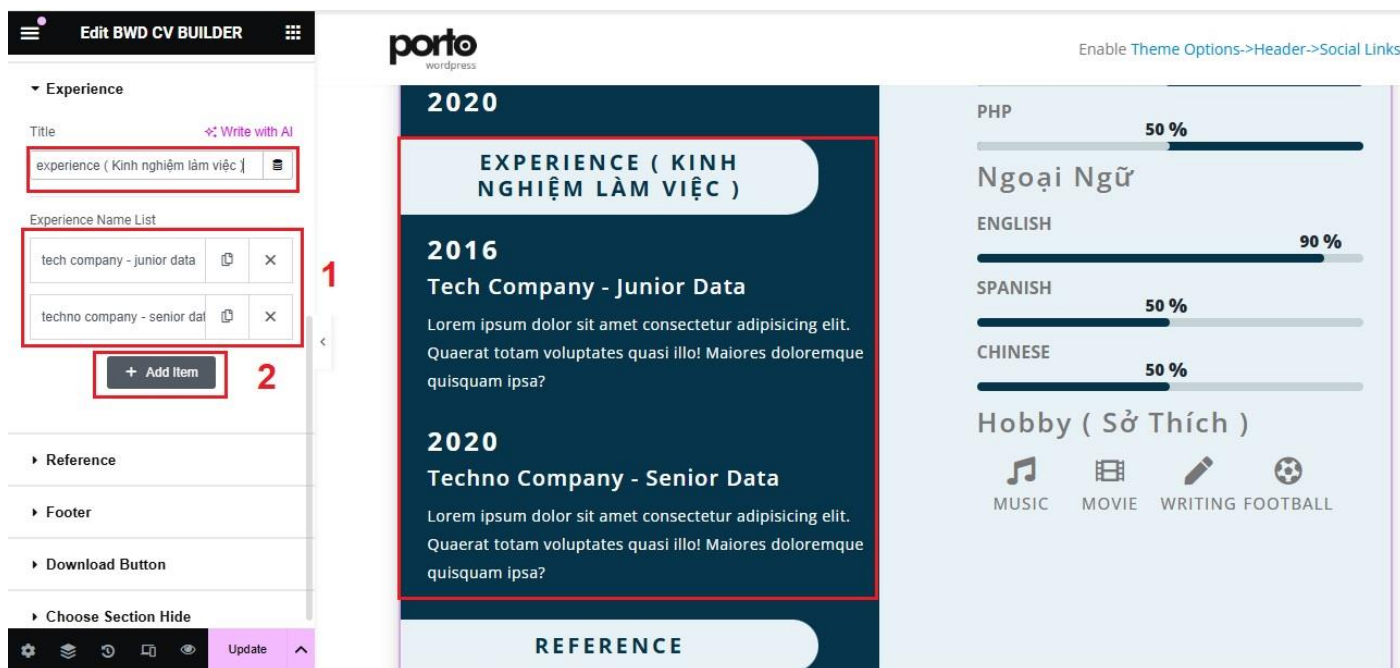 Edit BWD CV BUILDER
Experience
Title
Write with AI
experience ( Kinh nghiệm làm việc )
Experience Name List
tech company - junior data
techno company - senior dat
1
+ Add Item
2
Reference
Footer
Download Button
Choose Section Hide
Update
porto
wordpress
Enable Theme Options->Header->Social Links
2020
EXPERIENCE ( KINH
NGHIỆM LÀM VIỆC )
2016
Tech Company - Junior Data
Lorem ipsum dolor sit amet consectetur adipisicing elit.
Quaerat totam voluptates quasi illo! Maiores doloremque
quisquam ipsa?
2020
Techno Company - Senior Data
Lorem ipsum dolor sit amet consectetur adipisicing elit.
Quaerat totam voluptates quasi illo! Maiores doloremque
quisquam ipsa?
REFERENCE
PHP
50 %
Ngoại Ngữ
ENGLISH
90 %
SPANISH
50 %
CHINESE
50 %
Hobby ( Sở Thích )
MUSIC MOVIE WRITING FOOTBALL